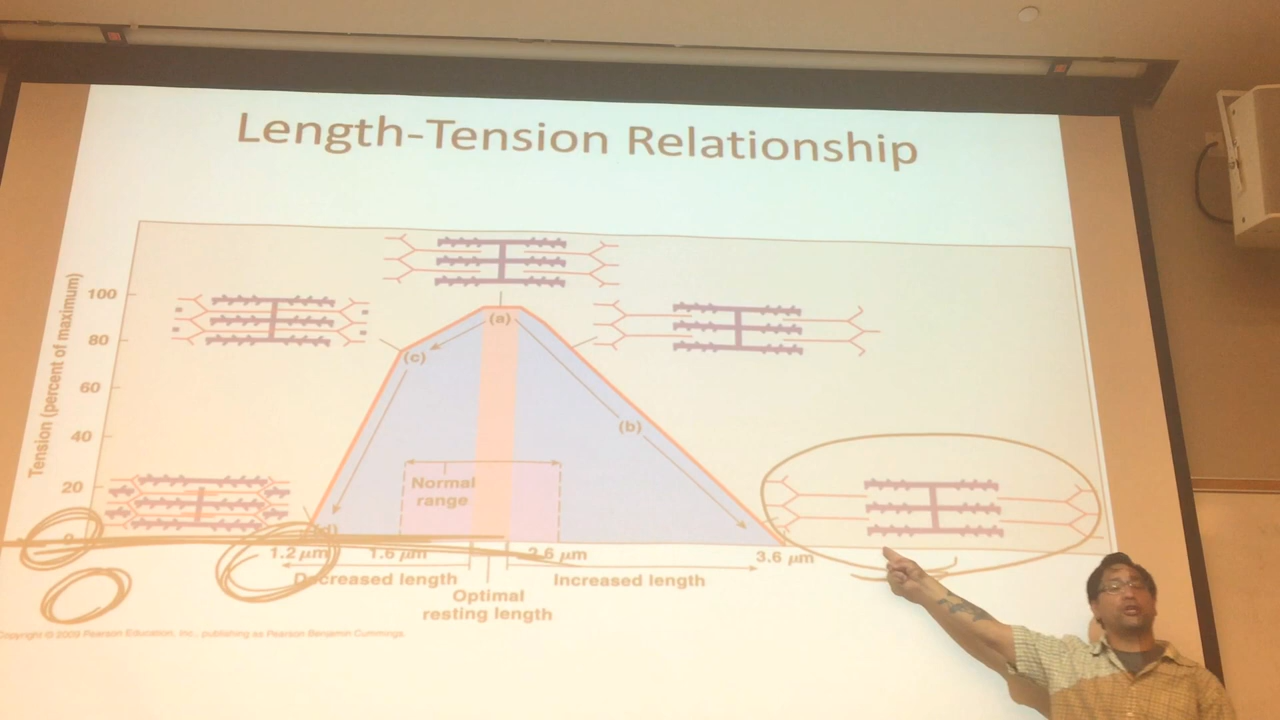 Length-Tension Relationship
Tension (percent of maximum)
100
80
60
40
20
0
(a)
(c)
(b)
(d)
Normal
range
1.2 μm
1.6 μm
2.6 μm
3.6 μm
Decreased length
Increased length
Optimal
resting length
Copyright © 2009 Pearson Education, Inc., publishing as Pearson Benjamin Cummings.